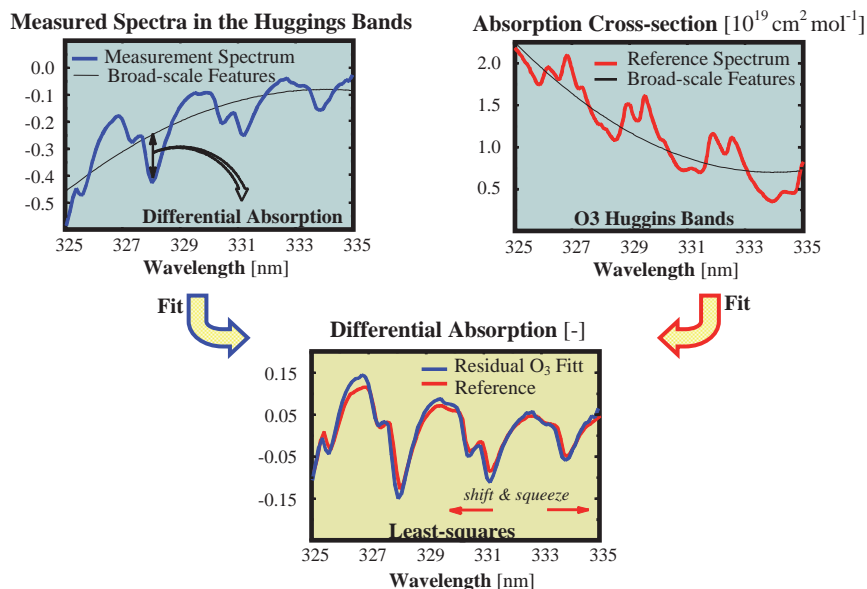 Measured Spectra in the Huggings Bands
Measurement Spectrum
Broad-scale Features
0.0
-0.1
-0.2
-0.3
-0.4
-0.5
Differential Absorption
325 327 329 331 333 335
Wavelength [nm]
Absorption Cross-section [10^19 cm^2 mol^-1]
Reference Spectrum
Broad-scale Features
2.0
1.5
1.0
0.5
O3 Huggins Bands
325 327 329 331 333 335
Wavelength [nm]
Fit
Fit
Differential Absorption [-]
Residual O3 Fitt
Reference
0.15
0.05
-0.05
-0.15
shift & squeeze
Least-squares
325 327 329 331 333 335
Wavelength [nm]